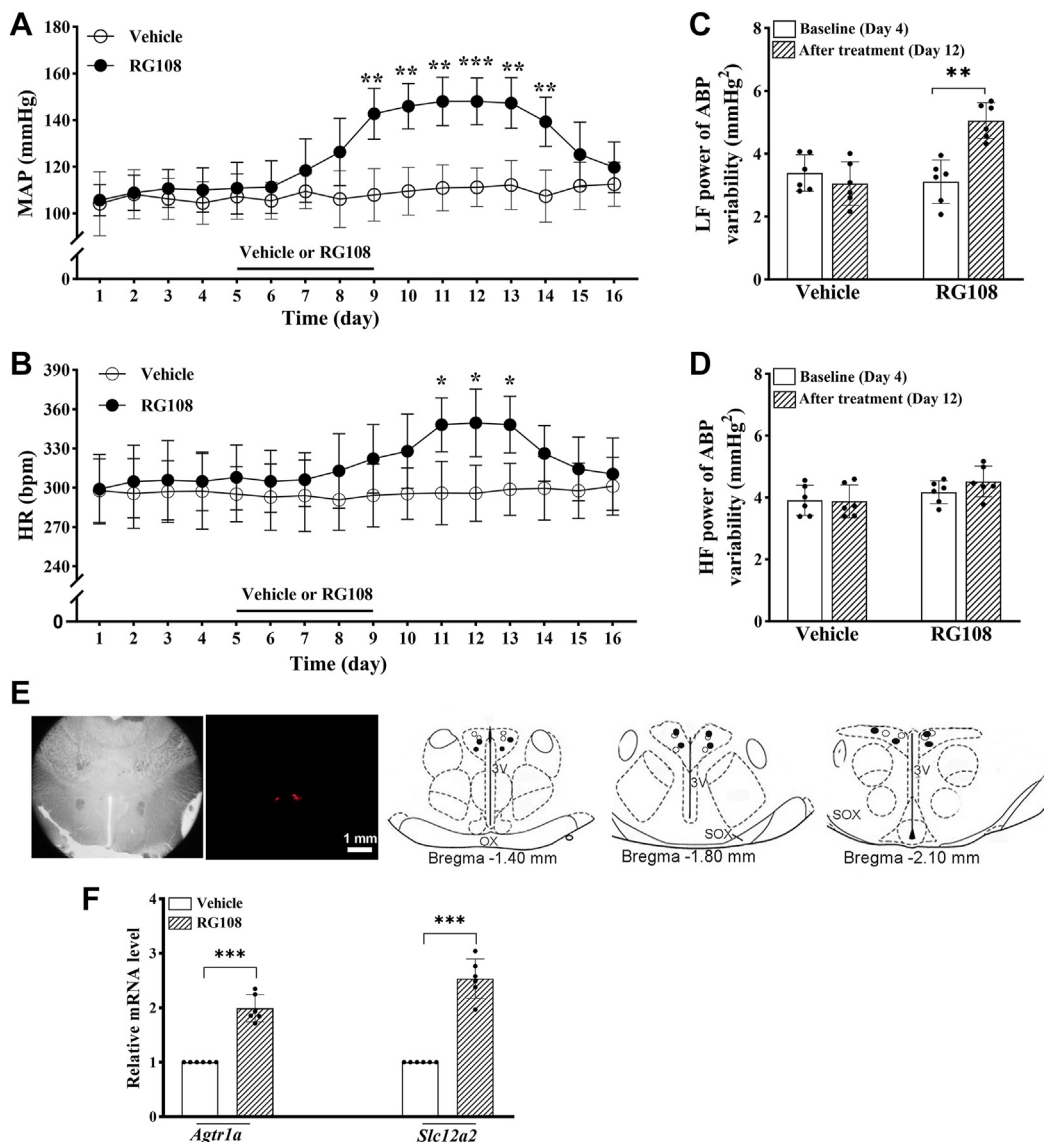 A
Vehicle
RG108
MAP (mmHg)
180
160
140
120
100
0
** ** ** *** ** **
Vehicle or RG108
1 2 3 4 5 6 7 8 9 10 11 12 13 14 15 16
Time (day)
B
Vehicle
RG108
HR (bpm)
390
360
330
300
270
240
0
* * *
Vehicle or RG108
1 2 3 4 5 6 7 8 9 10 11 12 13 14 15 16
Time (day)
C
Baseline (Day 4)
After treatment (Day 12)
LF power of ABP
variability (mmHg2)
8
6
4
2
0
**
Vehicle RG108
D
Baseline (Day 4)
After treatment (Day 12)
HF power of ABP
variability (mmHg2)
8
6
4
2
0
Vehicle RG108
E
1 mm
3V
OX
Bregma -1.40 mm
3V
SOX
Bregma -1.80 mm
3V
SOX
Bregma -2.10 mm
F
Vehicle
RG108
Relative mRNA level
4
3
2
1
0
*** ***
Agtr1a Slc12a2